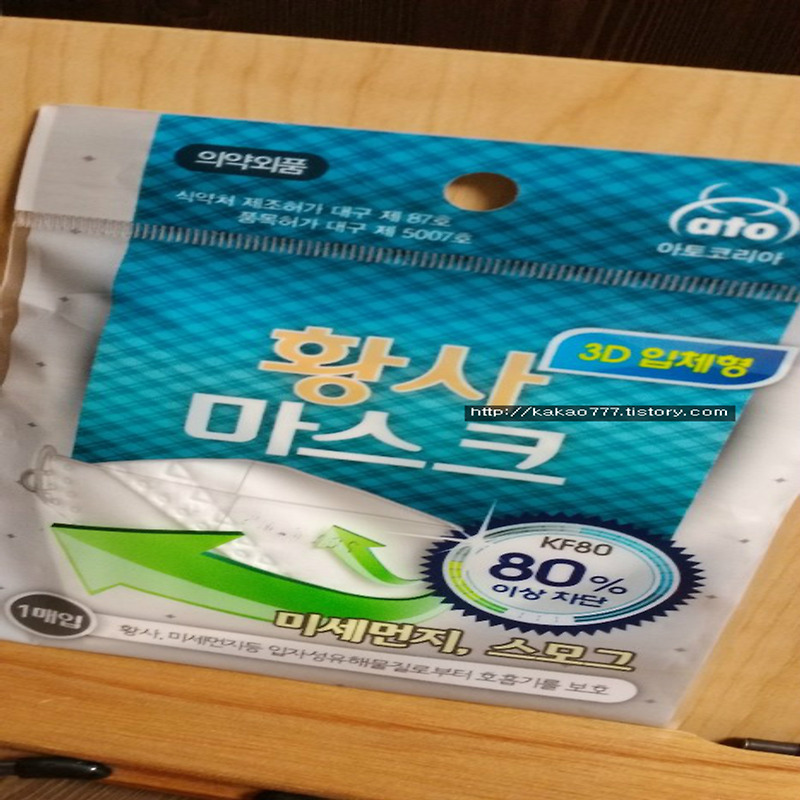 의약외품
식약처 제조허가 대구 제 87호
품목허가 대구 제 5007호
ato
아토코리아
3D 입체형
황사
마스크
http://kakao777.tistory.com
KF80
80%
이상 차단
1매입
미세먼지, 스모그
황사, 미세먼지등 입자성유해물질로부터 호흡기를 보호